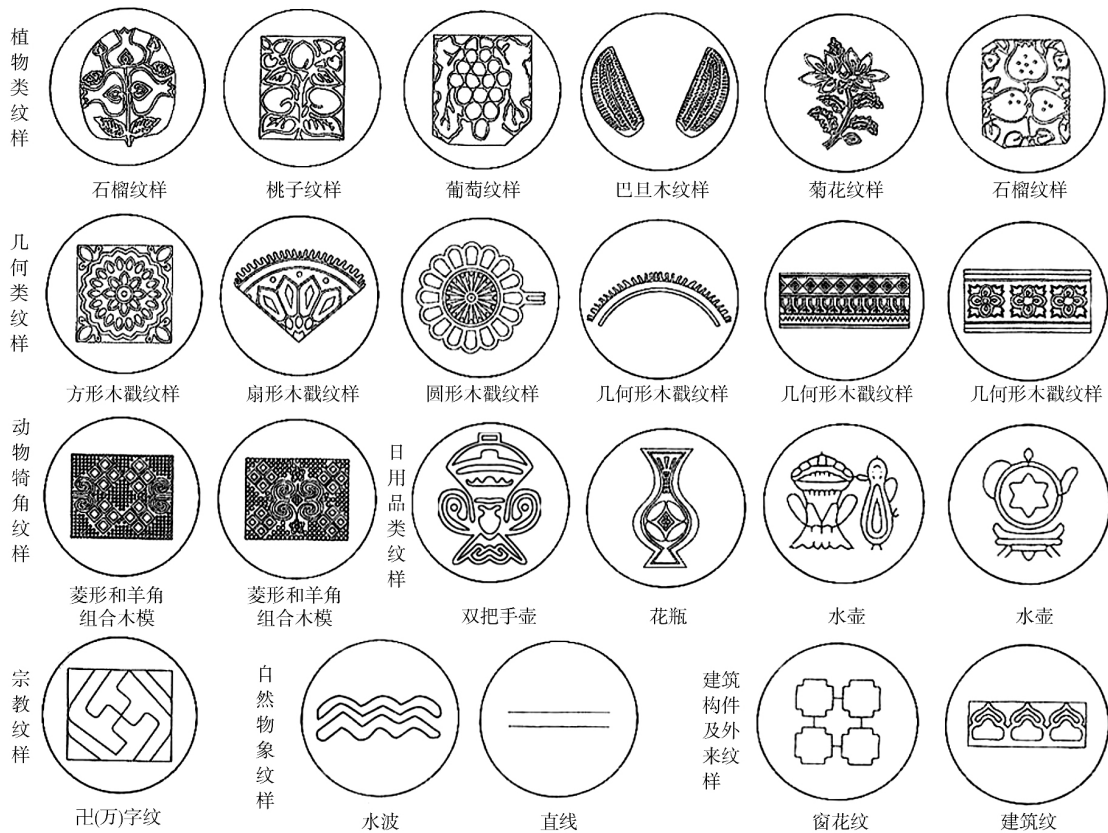 植物类纹样
石榴纹样
桃子纹样
葡萄纹样
巴旦木纹样
菊花纹样
石榴纹样
几何类纹样
方形木戳纹样
扇形木戳纹样
圆形木戳纹样
几何形木戳纹样
几何形木戳纹样
几何形木戳纹样
动物犄角纹样
菱形和羊角
组合木模
菱形和羊角
组合木模
日用品类纹样
双把手壶
花瓶
水壶
水壶
宗教纹样
卍(万)字纹
自然物象纹样
水波
直线
建筑
构件
及外
来纹
样
窗花纹
建筑纹